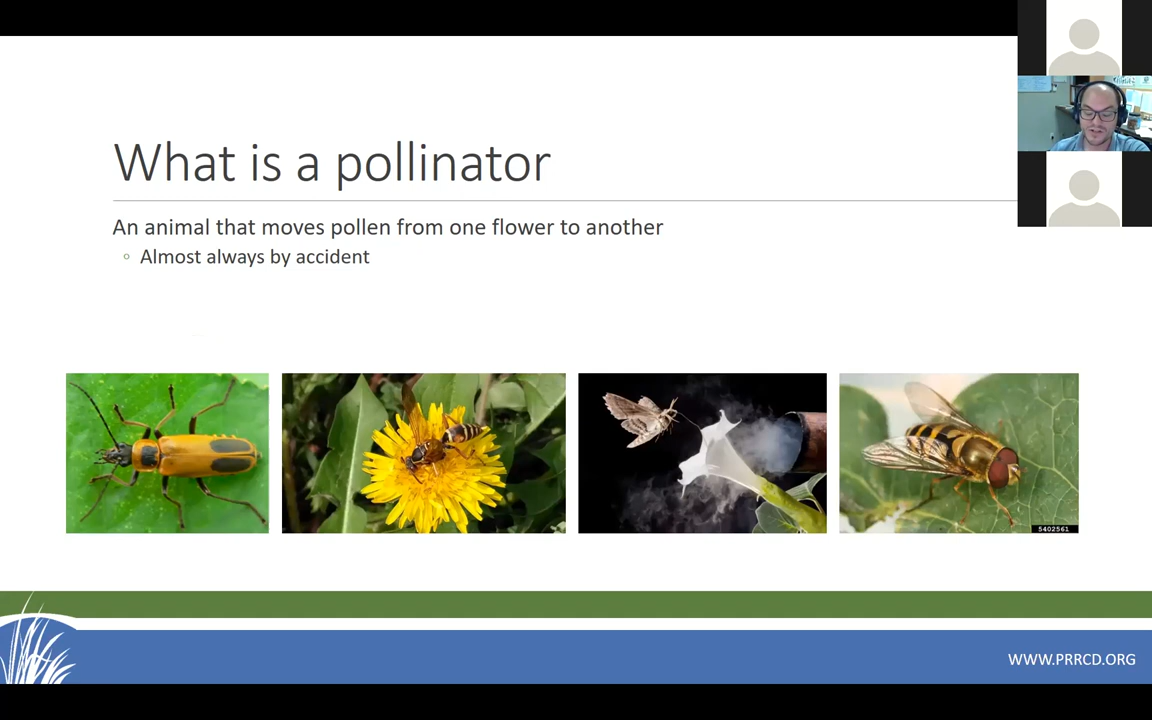 What is a pollinator
An animal that moves pollen from one flower to another
Almost always by accident
5402561
WWW.PRRCD.ORG